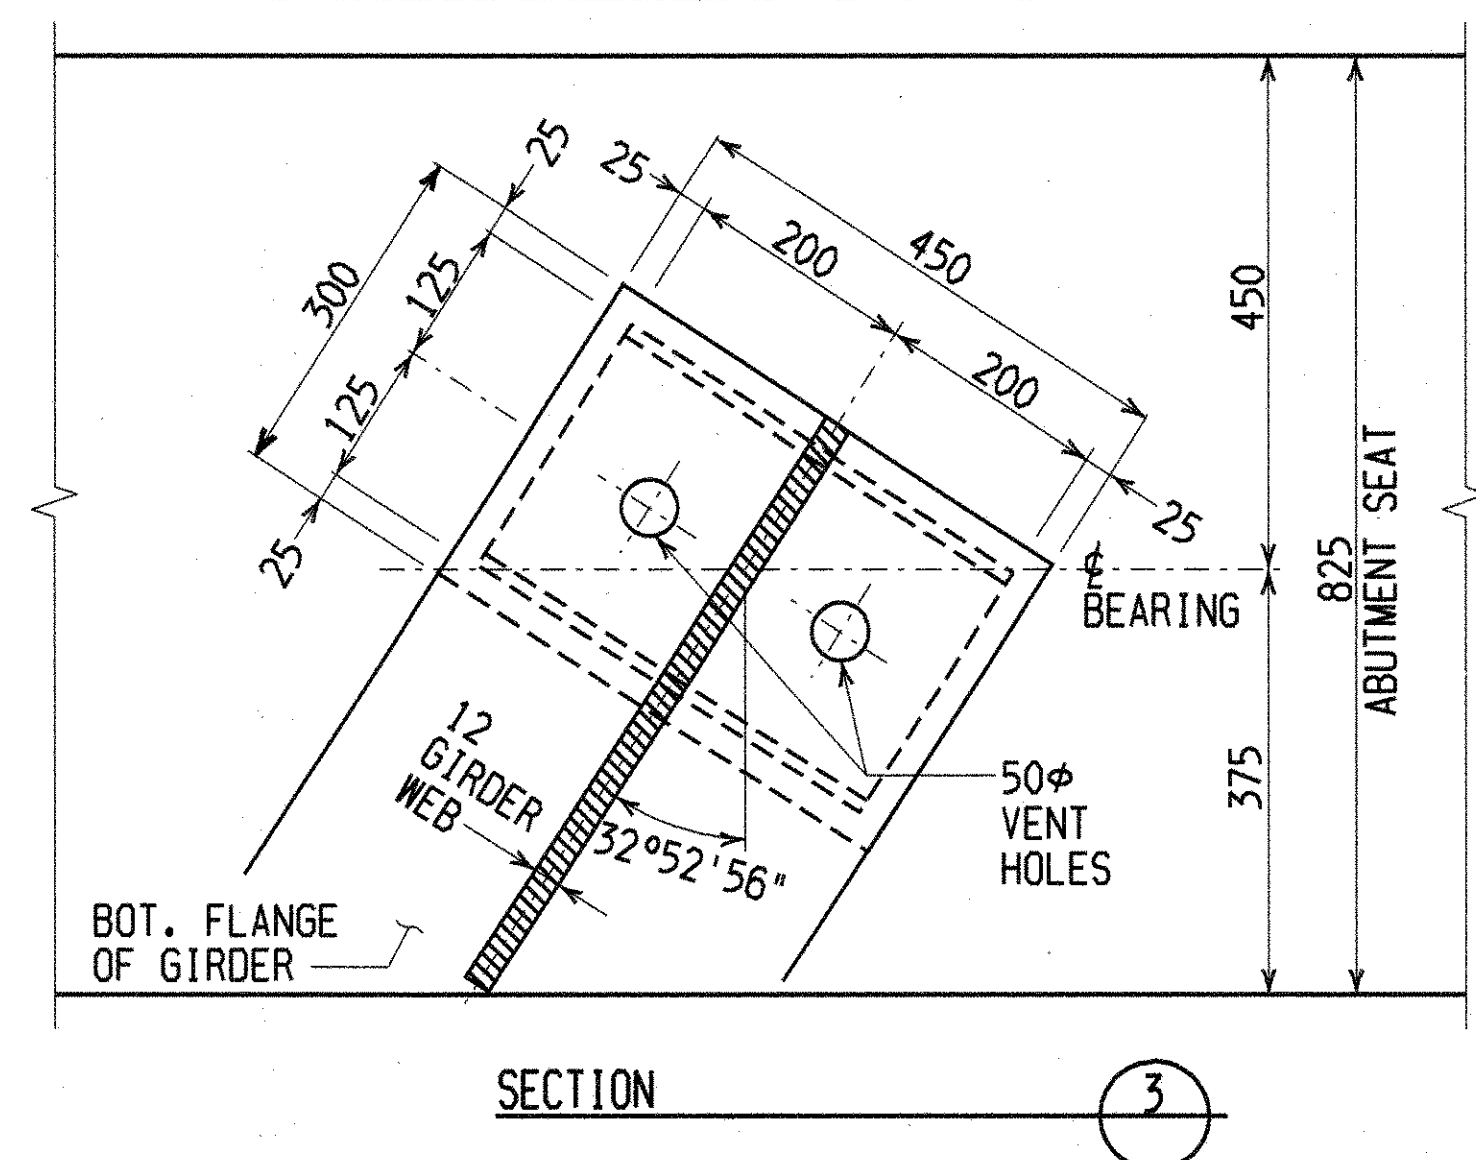 25
25
300
125
125
25
200
450
200
25
450
℄
BEARING
825
ABUTMENT SEAT
375
12
GIRDER
WEB
32°52'56"
50φ
VENT
HOLES
BOT. FLANGE
OF GIRDER
SECTION
3